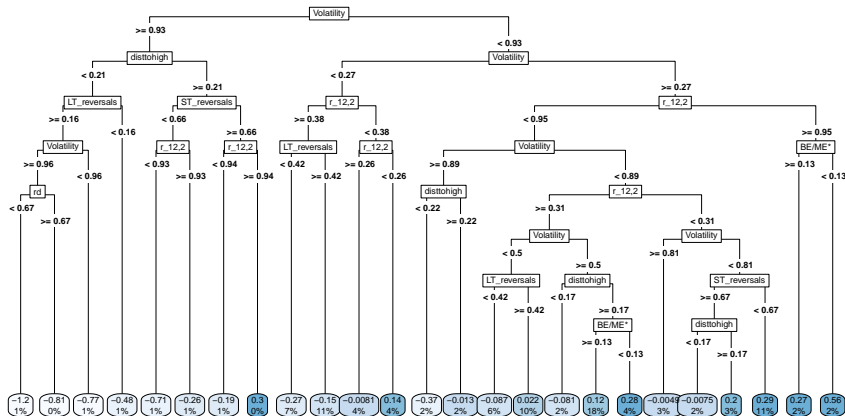 Volatility
>= 0.93
< 0.93
disttohigh
Volatility
< 0.21
>= 0.21
< 0.27
>= 0.27
LT_reversals
ST_reversals
r_12,2
r_12,2
>= 0.16
< 0.16
< 0.66
>= 0.66
>= 0.38
< 0.38
< 0.95
>= 0.95
Volatility
r_12,2
r_12,2
LT_reversals
r_12,2
Volatility
BE/ME*
>= 0.96
< 0.96
< 0.93
>= 0.93
< 0.94
>= 0.94
< 0.42
>= 0.42
>= 0.26
< 0.26
>= 0.89
< 0.89
>= 0.13
< 0.13
rd
disttohigh
r_12,2
< 0.67
>= 0.67
< 0.22
>= 0.22
>= 0.31
< 0.31
Volatility
Volatility
< 0.5
>= 0.5
>= 0.81
< 0.81
LT_reversals
disttohigh
ST_reversals
< 0.42
>= 0.42
< 0.17
>= 0.17
>= 0.67
< 0.67
BE/ME*
disttohigh
>= 0.13
< 0.13
< 0.17
>= 0.17
−1.2 −0.81 −0.77 −0.48 −0.71 −0.26 −0.19 0.3 −0.27 −0.15 −0.0081 0.14 −0.37 −0.013 −0.087 0.022 −0.081 0.12 0.28 −0.0049 −0.0075 0.2 0.29 0.27 0.56
1% 0% 1% 1% 1% 1% 1% 0% 7% 11% 4% 4% 2% 2% 6% 10% 2% 18% 4% 3% 2% 3% 11% 2% 2%